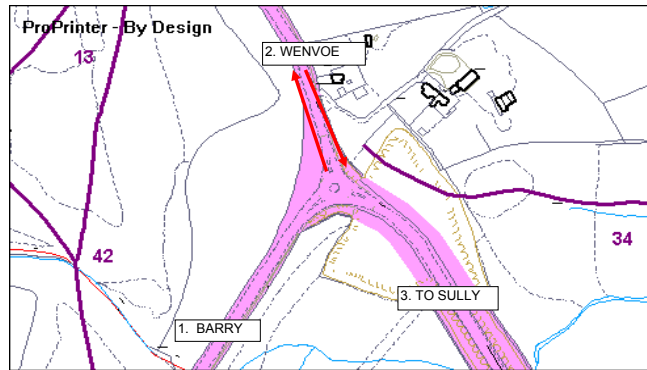 ProPrinter - By Design
2. WENVOE
13
42
34
3. TO SULLY
1. BARRY